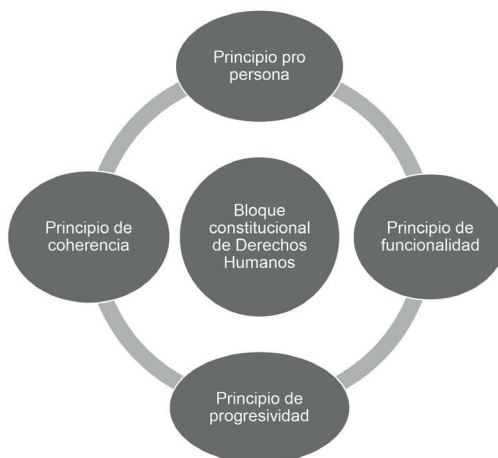 Principio pro
persona
Principio de
coherencia
Bloque
constitucional
de Derechos
Humanos
Principio de
funcionalidad
Principio de
progresividad